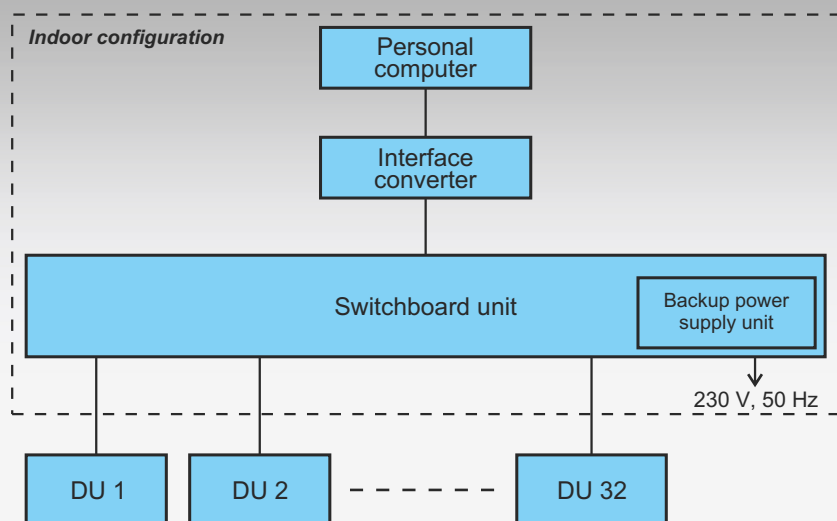 Indoor configuration
Personal
computer
Interface
converter
Switchboard unit
Backup power
supply unit
230 V, 50 Hz
DU 1
DU 2
DU 32